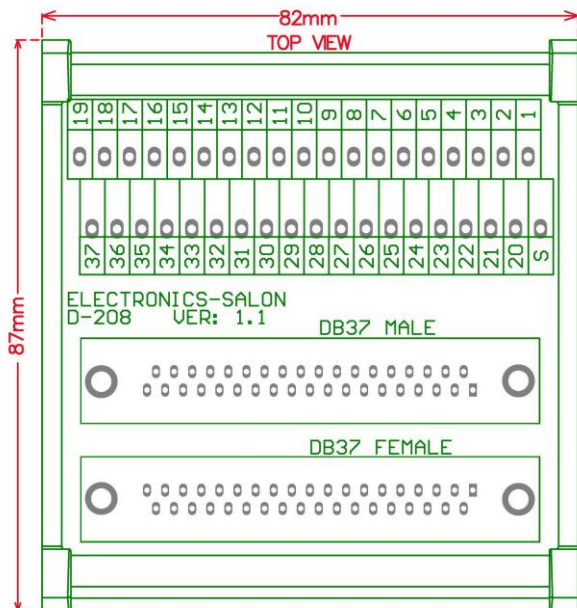 82mm
TOP VIEW
19 18 17 16 15 14 13 12 11 10 9 8 7 6 5 4 3 2 1
37 36 35 34 33 32 31 30 29 28 27 26 25 24 23 22 21 20 S
87mm
ELECTRONICS-SALON
D-208 VER: 1.1
DB37 MALE
DB37 FEMALE